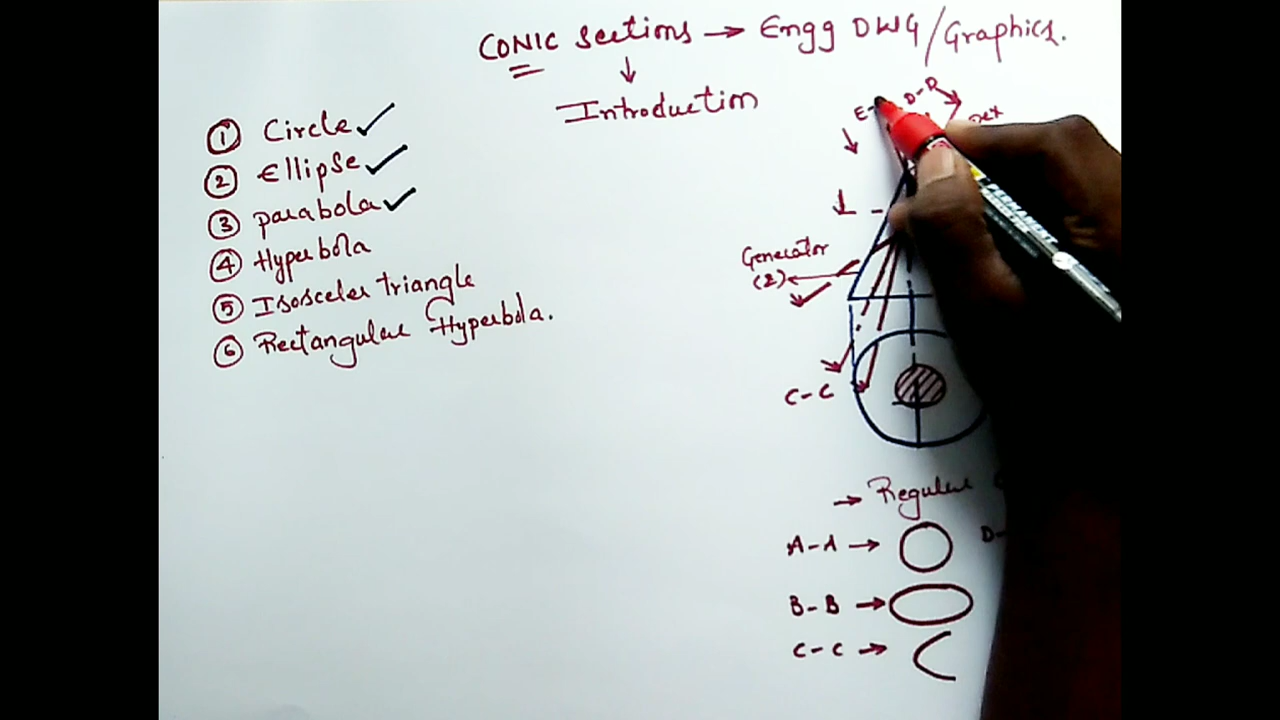 CONIC Sections → Engg DWG/Graphics.
↓
Introduction
① Circle ✓
② Ellipse ✓
③ parabola ✓
④ Hyperbola
⑤ Isosceles triangle
⑥ Rectangular Hyperbola.
E-
D-D
Generator
(2)
C-C
→ Regular
A-A →
B-B →
C-C →
D-
PERMANENT